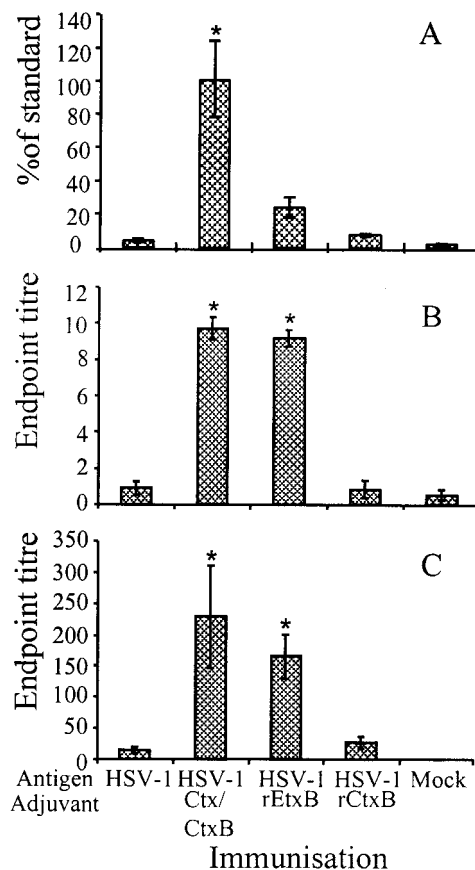 A
*
%of standard
140
120
100
80
60
40
20
0
B
* *
Endpoint titre
12
10
8
6
4
2
0
C
* *
Endpoint titre
350
300
250
200
150
100
50
0
Antigen HSV-1 HSV-1 HSV-1 HSV-1 Mock
Adjuvant Ctx/ rEtxB rCtxB
CtxB
Immunisation